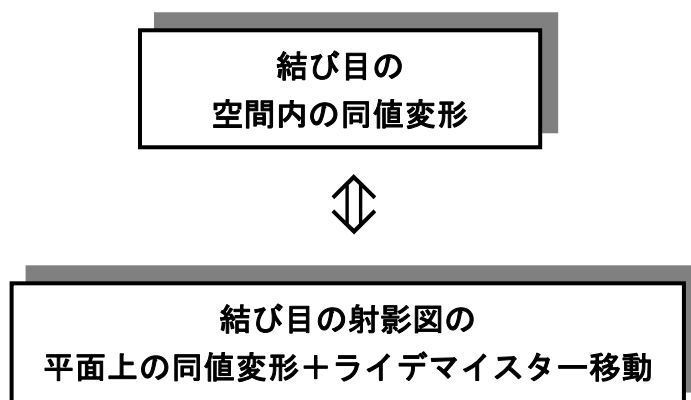 結び目の
空間内の同値変形
⇕
結び目の射影図の
平面上の同値変形＋ライデマイスター移動